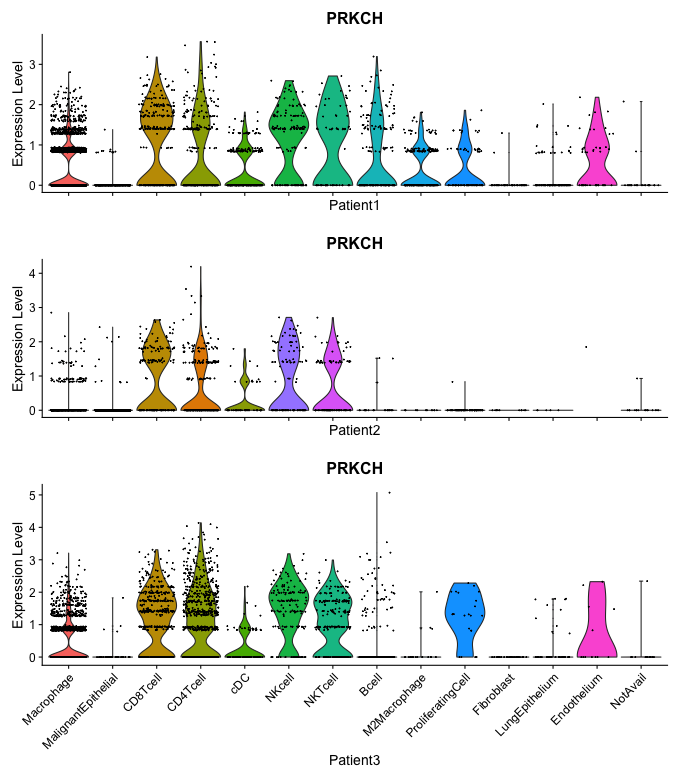 PRKCH
Expression Level
3
2
1
0
Patient1
PRKCH
Expression Level
4
3
2
1
0
Patient2
PRKCH
Expression Level
5
4
3
2
1
0
Macrophage
MalignantEpithelial
CD8Tcell
CD4Tcell
cDC
NKcell
NKTcell
Bcell
M2Macrophage
ProliferatingCell
Fibroblast
LungEpithelium
Endothelium
NotAvail
Patient3